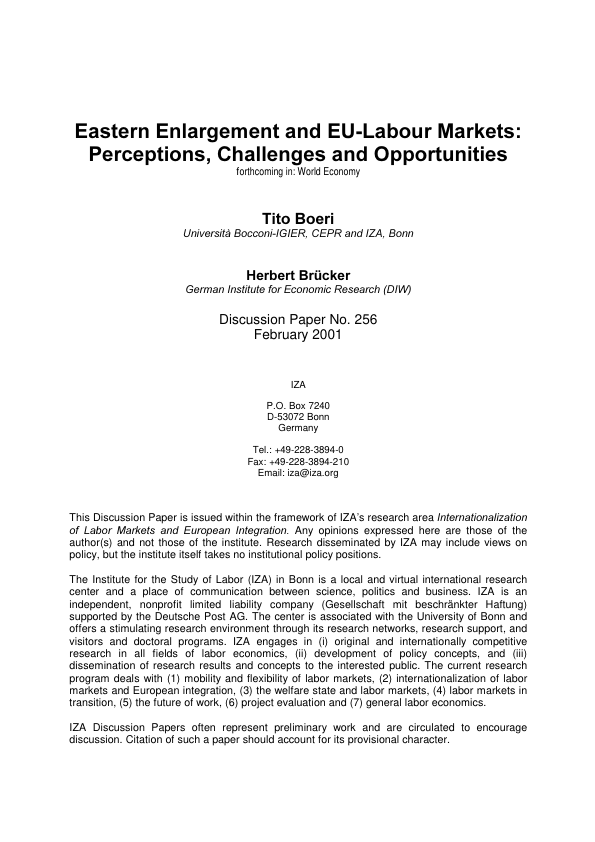 Eastern Enlargement and EU-Labour Markets:
Perceptions, Challenges and Opportunities
forthcoming in: World Economy
Tito Boeri
Università Bocconi-IGIER, CEPR and IZA, Bonn
Herbert Brücker
German Institute for Economic Research (DIW)
Discussion Paper No. 256
February 2001
IZA
P.O. Box 7240
D-53072 Bonn
Germany
Tel.: +49-228-3894-0
Fax: +49-228-3894-210
Email: iza@iza.org
This Discussion Paper is issued within the framework of IZA's research area Internationalization
of Labor Markets and European Integration. Any opinions expressed here are those of the
author(s) and not those of the institute. Research disseminated by IZA may include views on
policy, but the institute itself takes no institutional policy positions.
The Institute for the Study of Labor (IZA) in Bonn is a local and virtual international research
center and a place of communication between science, politics and business. IZA is an
independent, nonprofit limited liability company (Gesellschaft mit beschränkter Haftung)
supported by the Deutsche Post AG. The center is associated with the University of Bonn and
offers a stimulating research environment through its research networks, research support, and
visitors and doctoral programs. IZA engages in (i) original and internationally competitive
research in all fields of labor economics, (ii) development of policy concepts, and (iii)
dissemination of research results and concepts to the interested public. The current research
program deals with (1) mobility and flexibility of labor markets, (2) internationalization of labor
markets and European integration, (3) the welfare state and labor markets, (4) labor markets in
transition, (5) the future of work, (6) project evaluation and (7) general labor economics.
IZA Discussion Papers often represent preliminary work and are circulated to encourage
discussion. Citation of such a paper should account for its provisional character.